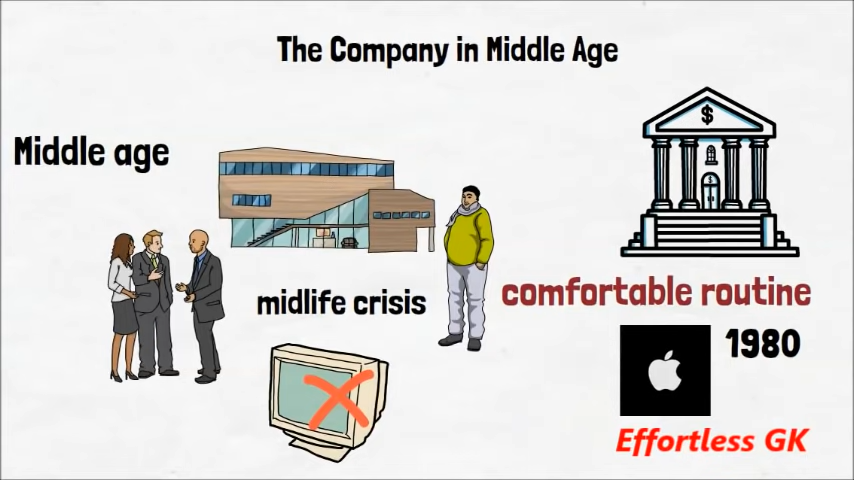 The Company in Middle Age
$
Middle age
$
midlife crisis
comfortable routine
1980
Effortless GK